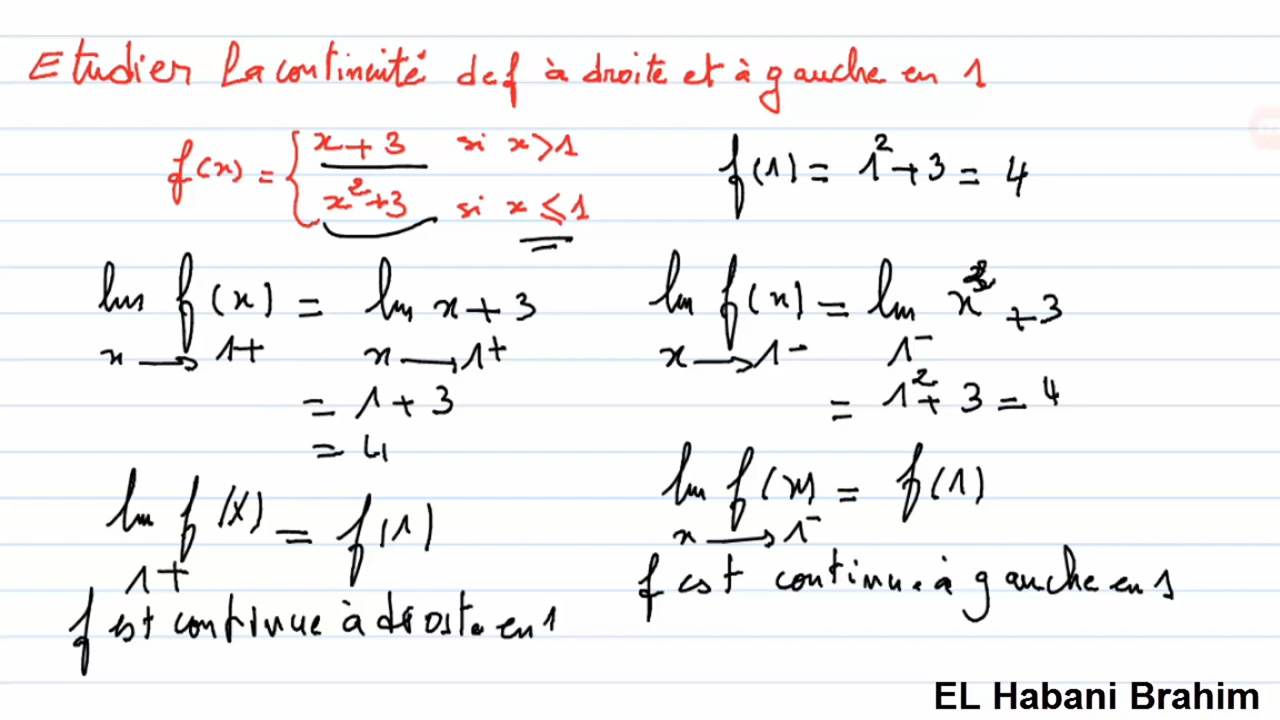 Etudier la continuité de f à droite et à gauche en 1
f(x) = { x + 3 si x > 1
x² + 3 si x ≤ 1
f(1) = 1² + 3 = 4
lim f(x) = lim x + 3
x → 1+ x → 1+
= 1 + 3
= 4
lim f(x) = f(1)
1+
f est continue à droite en 1
lim f(x) = lim x² + 3
x → 1- 1-
= 1² + 3 = 4
lim f(x) = f(1)
x → 1-
f est continue à gauche en 1
EL Habani Brahim